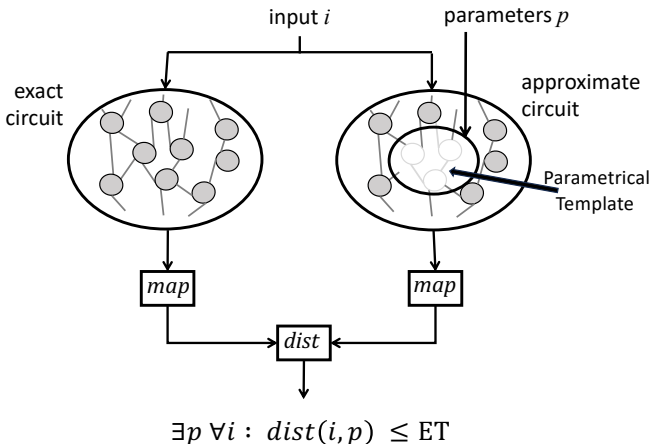 input i
parameters p
exact
circuit
approximate
circuit
Parametrical
Template
map
map
dist
∃p ∀i : dist(i, p) ≤ ET